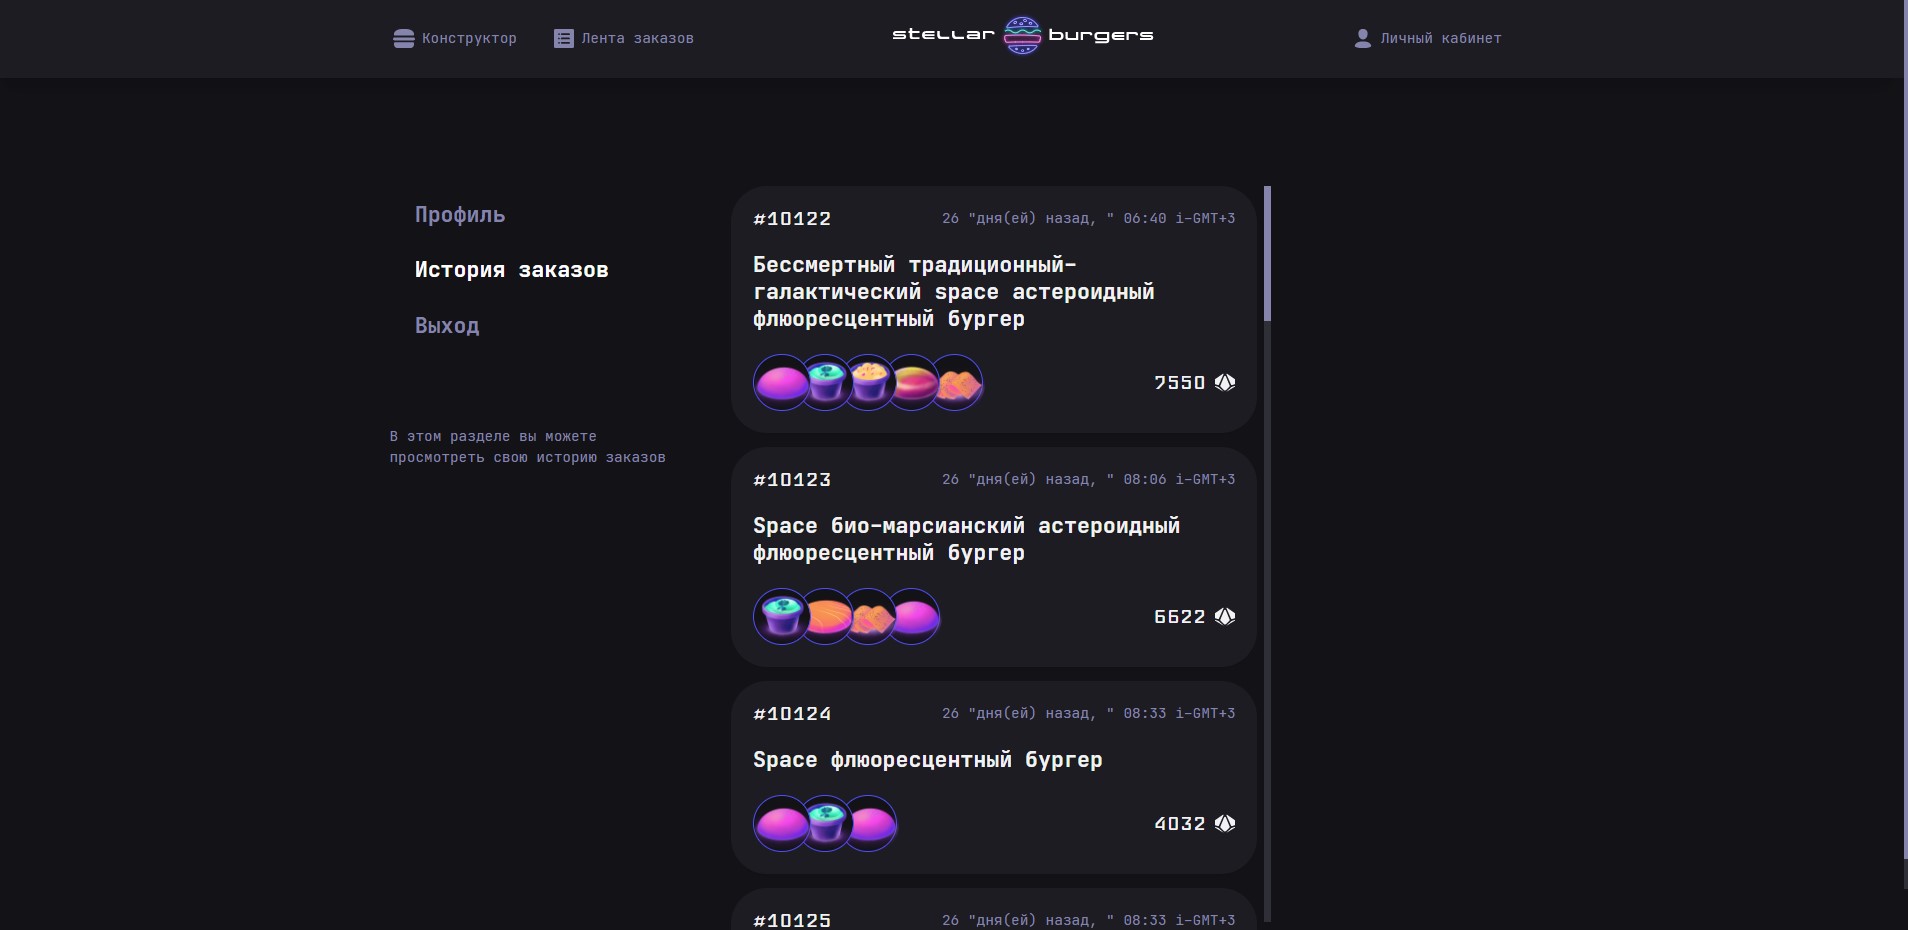 Конструктор
Лента заказов
stellar burgers
Личный кабинет
Профиль
История заказов
Выход
В этом разделе вы можете
просмотреть свою историю заказов
#10122
26 "дня(ей) назад, " 06:40 i-GMT+3
Бессмертный традиционный-
галактический space астероидный
флюоресцентный бургер
7550
#10123
26 "дня(ей) назад, " 08:06 i-GMT+3
Space био-марсианский астероидный
флюоресцентный бургер
6622
#10124
26 "дня(ей) назад, " 08:33 i-GMT+3
Space флюоресцентный бургер
4032
#10125
26 "дня(ей) назад, " 08:33 i-GMT+3